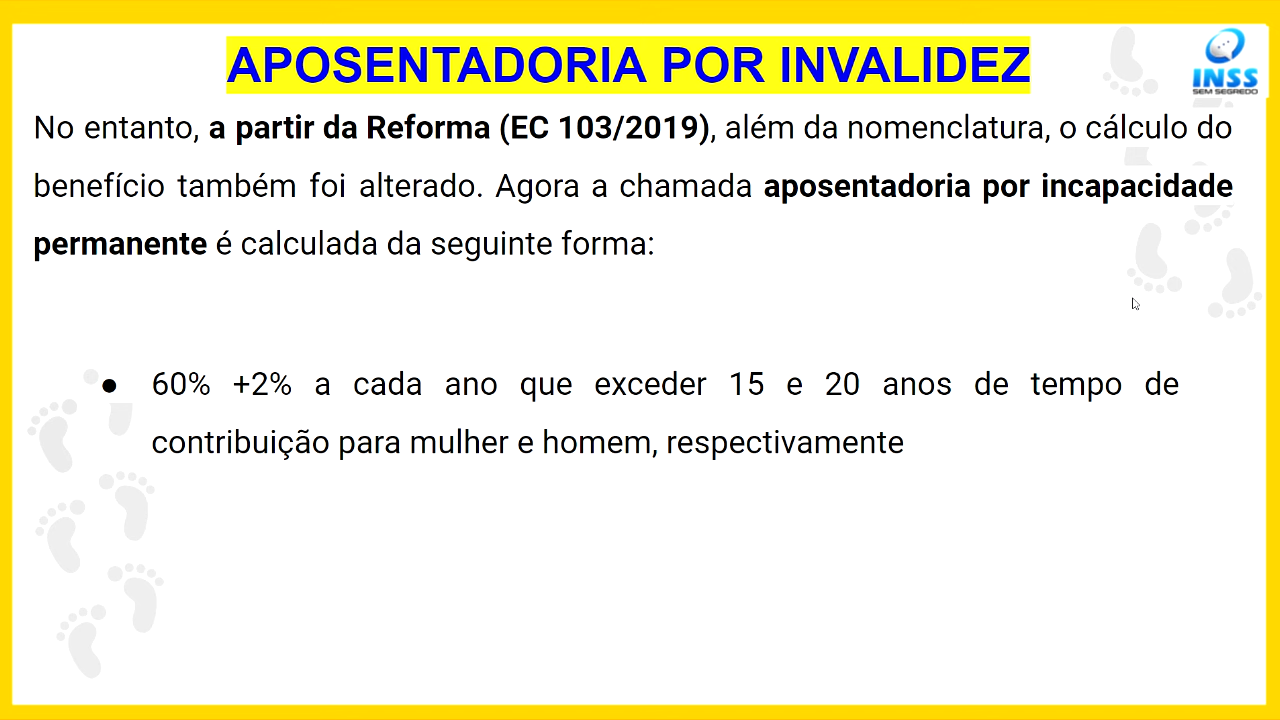 APOSENTADORIA POR INVALIDEZ
INSS
SEM SEGREDO
No entanto, a partir da Reforma (EC 103/2019), além da nomenclatura, o cálculo do
benefício também foi alterado. Agora a chamada aposentadoria por incapacidade
permanente é calculada da seguinte forma:
● 60% +2% a cada ano que exceder 15 e 20 anos de tempo de
contribuição para mulher e homem, respectivamente